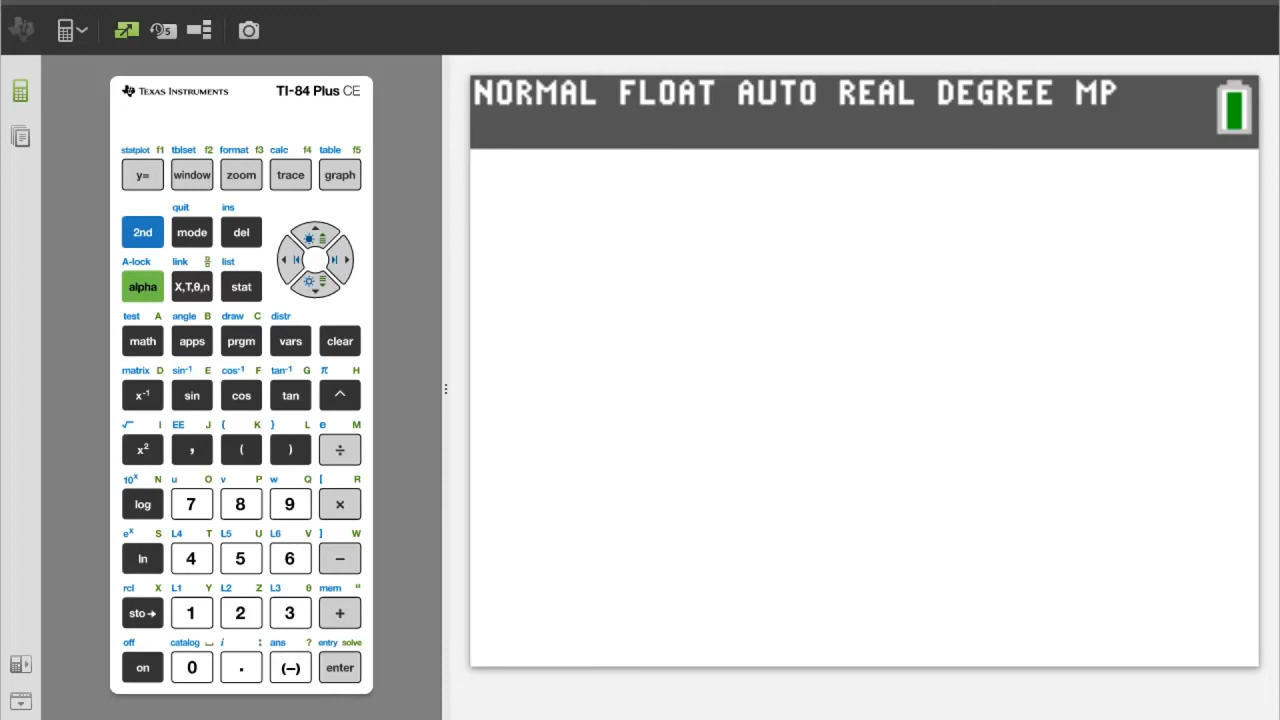 NORMAL FLOAT AUTO REAL DEGREE MP
TEXAS INSTRUMENTS TI-84 Plus CE
statplot f1 tblset f2 format f3 calc f4 table f5
y= window zoom trace graph
quit ins
2nd mode del
A-lock link list
alpha X,T,θ,n stat
test A angle B draw C distr
math apps prgm vars clear
matrix D sin⁻¹ E cos⁻¹ F tan⁻¹ G π H
x⁻¹ sin cos tan ^
√ I EE J { K } L e M
x² , ( ) ÷
10ˣ N u O v P w Q [ R
log 7 8 9 ×
eˣ S L4 T L5 U L6 V ] W
ln 4 5 6 −
rcl X L1 Y L2 Z L3 θ mem "
sto→ 1 2 3 +
off catalog ⎵ i : ans ? entry solve
on 0 . (−) enter